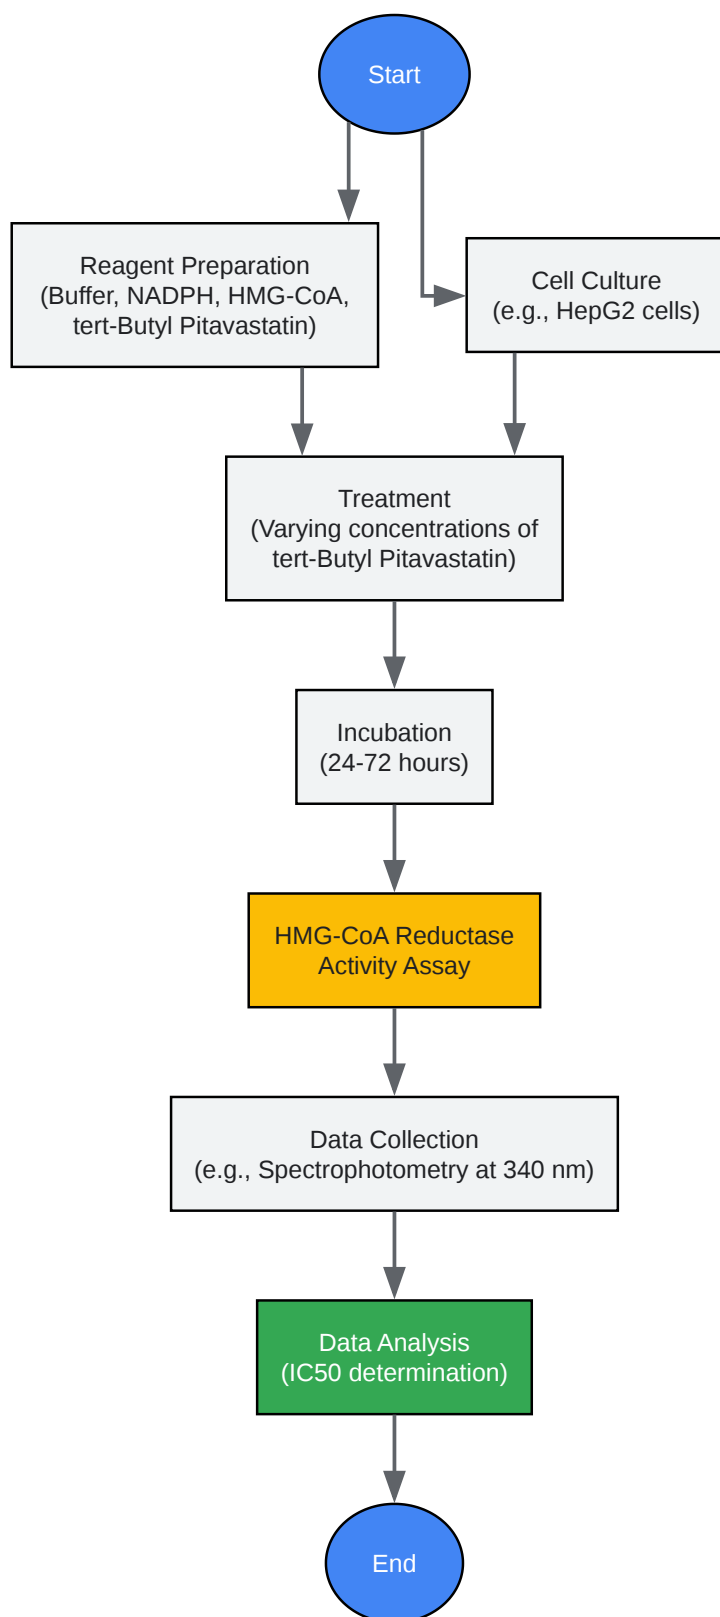 Start
Reagent Preparation
(Buffer, NADPH, HMG-CoA,
tert-Butyl Pitavastatin)
Cell Culture
(e.g., HepG2 cells)
Treatment
(Varying concentrations of
tert-Butyl Pitavastatin)
Incubation
(24-72 hours)
HMG-CoA Reductase
Activity Assay
Data Collection
(e.g., Spectrophotometry at 340 nm)
Data Analysis
(IC50 determination)
End